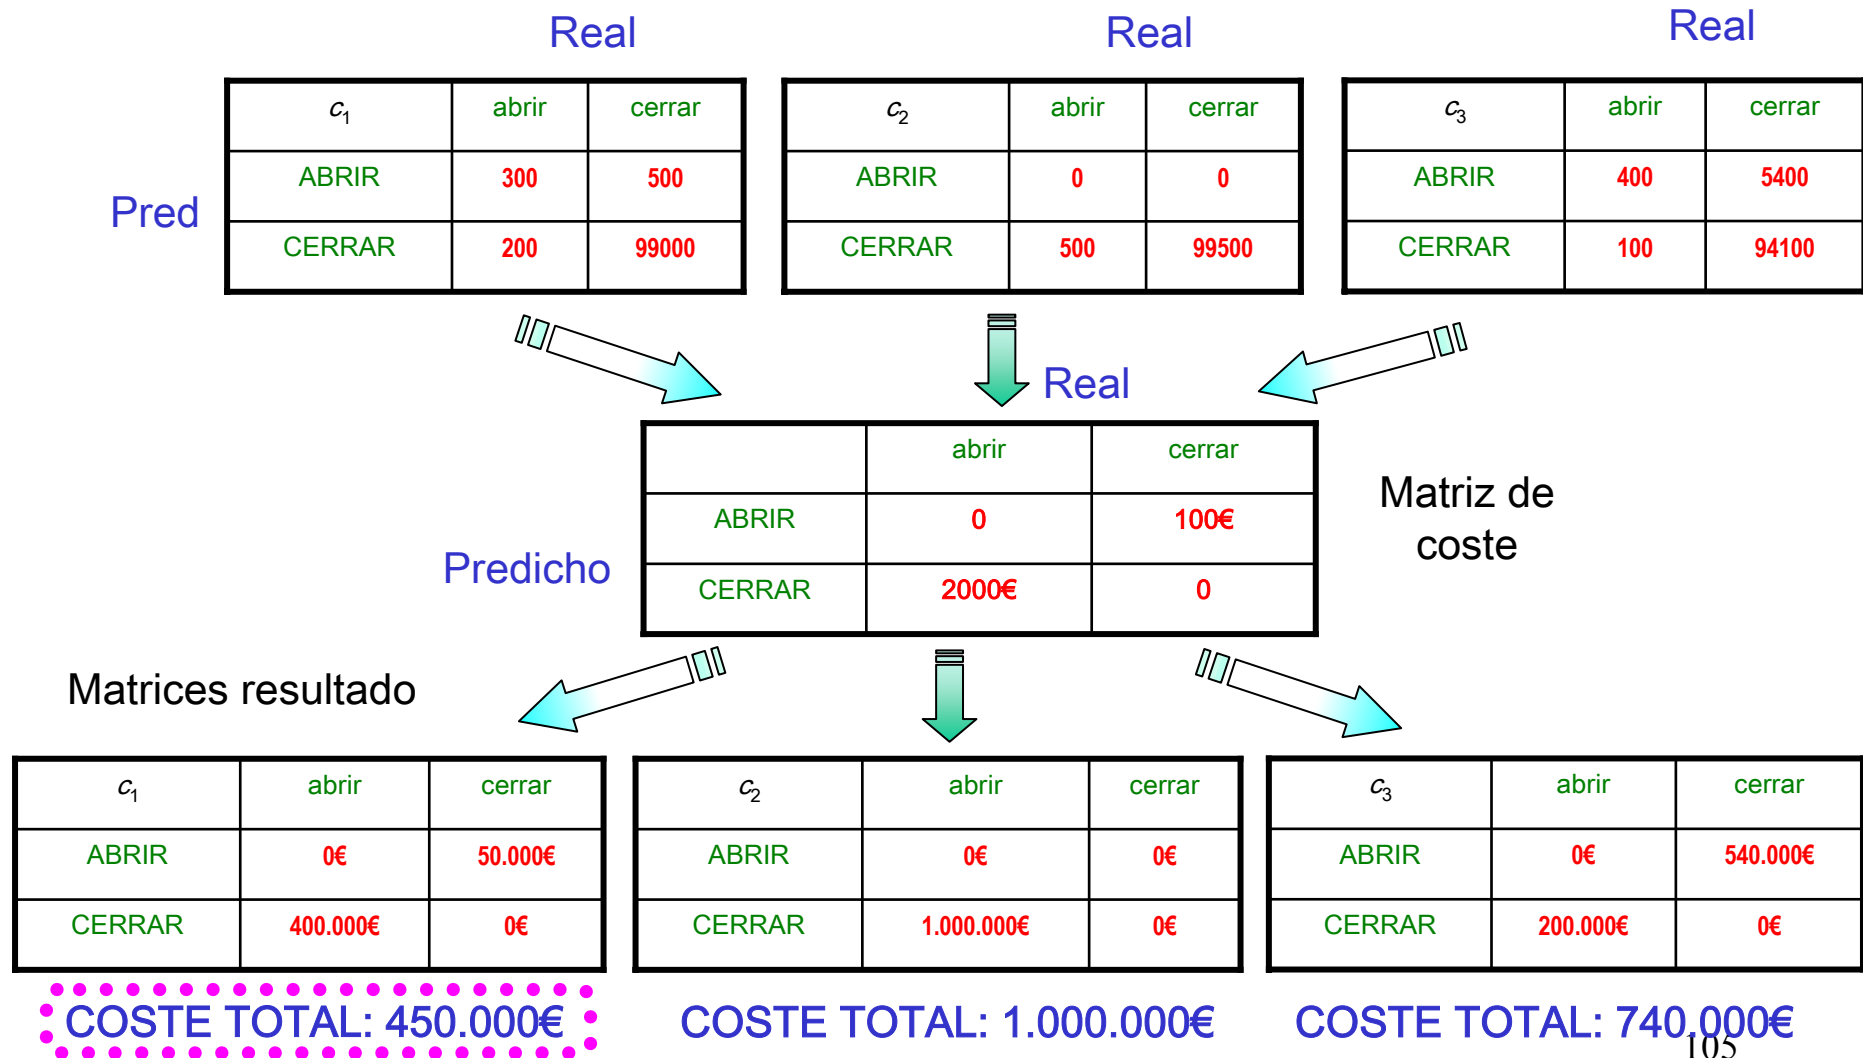 Real Real Real
c1 abrir cerrar
ABRIR 300 500
CERRAR 200 99000
c2 abrir cerrar
ABRIR 0 0
CERRAR 500 99500
c3 abrir cerrar
ABRIR 400 5400
CERRAR 100 94100
Pred
Real
abrir cerrar
ABRIR 0 100€
CERRAR 2000€ 0
Predicho
Matriz de
coste
Matrices resultado
c1 abrir cerrar
ABRIR 0€ 50.000€
CERRAR 400.000€ 0€
COSTE TOTAL: 450.000€
c2 abrir cerrar
ABRIR 0€ 0€
CERRAR 1.000.000€ 0€
COSTE TOTAL: 1.000.000€
c3 abrir cerrar
ABRIR 0€ 540.000€
CERRAR 200.000€ 0€
COSTE TOTAL: 740.000€
105